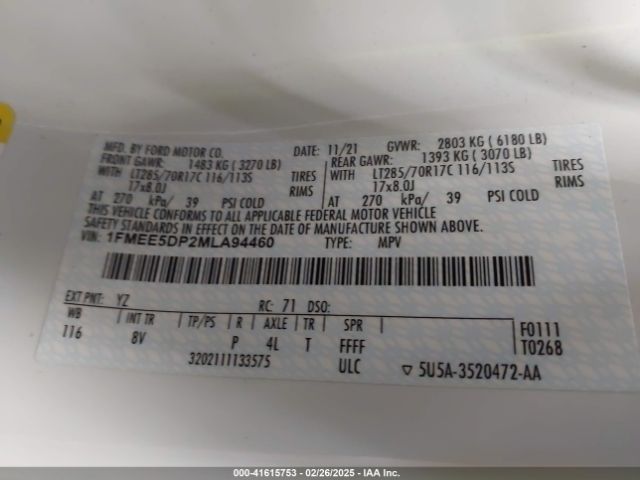 MFD. BY FORD MOTOR CO. DATE: 11/21 GVWR: 2803 KG ( 6180 LB)
FRONT GAWR: 1483 KG ( 3270 LB) REAR GAWR: 1393 KG ( 3070 LB)
WITH LT285/70R17C 116/113S TIRES WITH LT285/70R17C 116/113S TIRES
17x8.0J RIMS 17x8.0J RIMS
AT 270 kPa/ 39 PSI COLD AT 270 kPa/ 39 PSI COLD
THIS VEHICLE CONFORMS TO ALL APPLICABLE FEDERAL MOTOR VEHICLE
SAFETY STANDARDS IN EFFECT ON THE DATE OF MANUFACTURE SHOWN ABOVE.
VIN: 1FMEE5DP2MLA94460 TYPE: MPV
EXT PNT: YZ RC: 71 DSO:
WB INT TR TP/PS R AXLE TR SPR F0111
116 8V P 4L T FFFF T0268
3202111133575 ULC ▽ 5U5A-3520472-AA
000-41615753 - 02/26/2025 - IAA Inc.